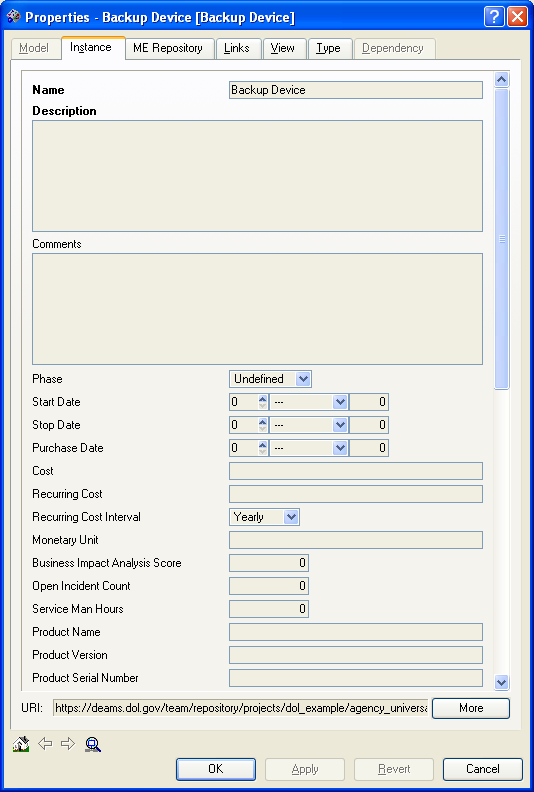 Properties - Backup Device [Backup Device]
Model Instance ME Repository Links View Type Dependency
Name Backup Device
Description
Comments
Phase Undefined
Start Date 0 --- 0
Stop Date 0 --- 0
Purchase Date 0 --- 0
Cost
Recurring Cost
Recurring Cost Interval Yearly
Monetary Unit
Business Impact Analysis Score 0
Open Incident Count 0
Service Man Hours 0
Product Name
Product Version
Product Serial Number
URI: https://deams.dol.gov/team/repository/projects/dol_example/agency_universa More
OK Apply Revert Cancel